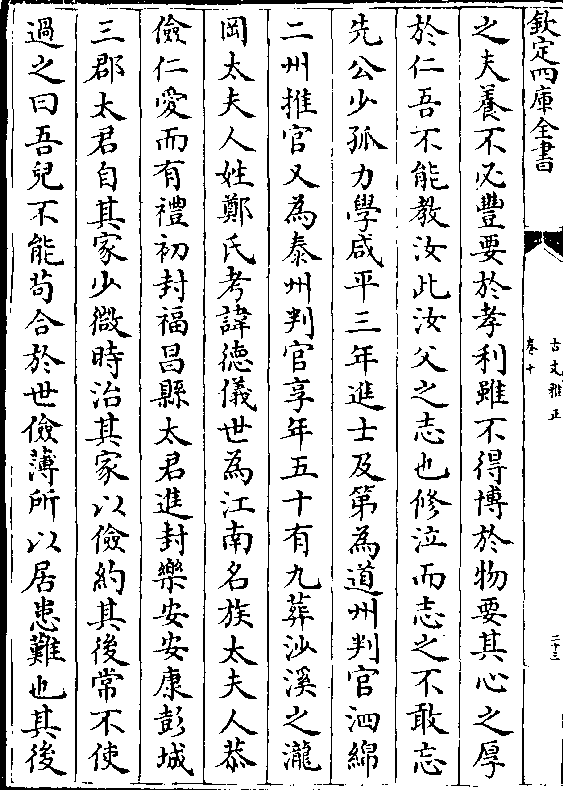 欽定四庫全書
古文雅正
卷十
二十三
之夫養不必豐要於孝利雖不得博於物要其心之厚
於仁吾不能教汝此汝父之志也修泣而志之不敢忘
先公少孤力學咸平三年進士及第為道州判官泗綿
二州推官又為泰州判官享年五十有九葬沙溪之瀧
岡太夫人姓鄭氏考諱德儀世為江南名族太夫人恭
儉仁愛而有禮初封福昌縣太君進封樂安安康彭城
三郡太君自其家少微時治其家以儉約其後常不使
過之曰吾兒不能苟合於世儉薄所以居患難也其後